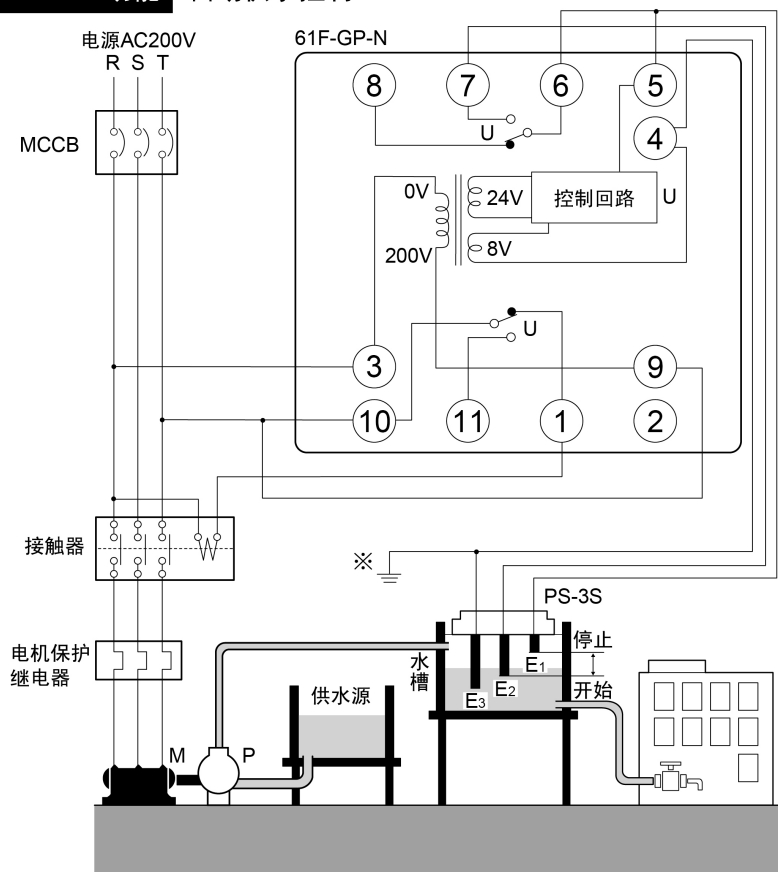 功能
电源AC200V
R S T
61F-GP-N
MCCB
8
7
6
5
4
U
0V
24V
控制回路
U
200V
8V
U
3
9
10
11
1
2
接触器
※
PS-3S
电机保护
继电器
水槽
停止
E1
E2
开始
E3
供水源
M
P